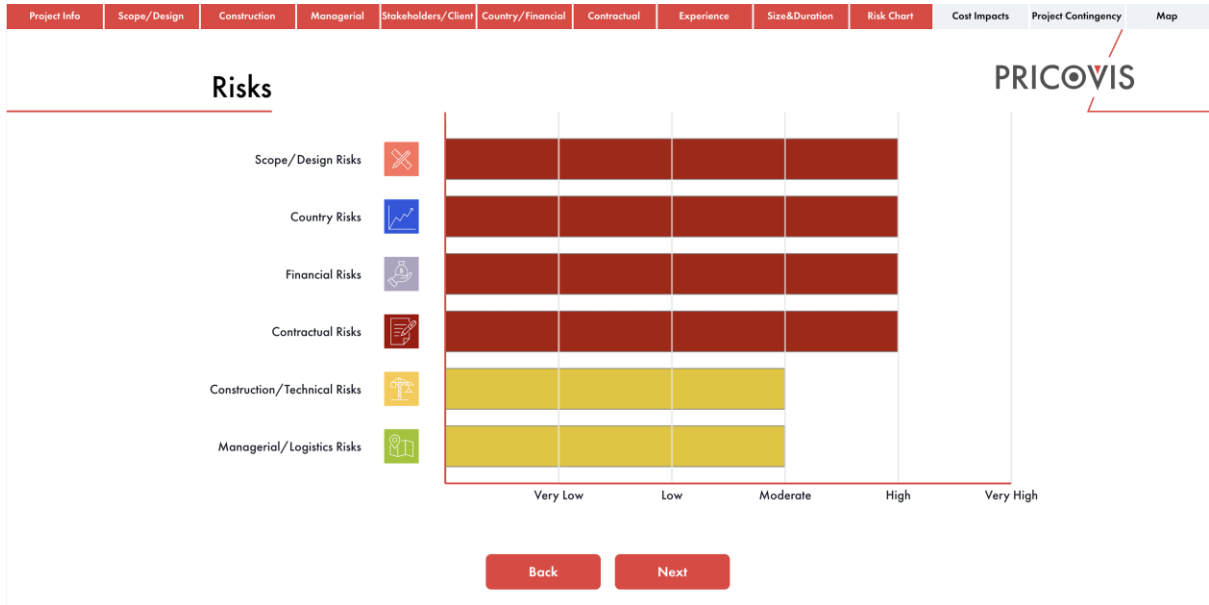 Project Info Scope/Design Construction Managerial Stakeholders/Client Country/Financial Contractual Experience Size&Duration Risk Chart Cost Impacts Project Contingency Map
Risks
PRICOVIS
Scope/Design Risks
Country Risks
Financial Risks
Contractual Risks
Construction/Technical Risks
Managerial/Logistics Risks
Very Low Low Moderate High Very High
Back Next